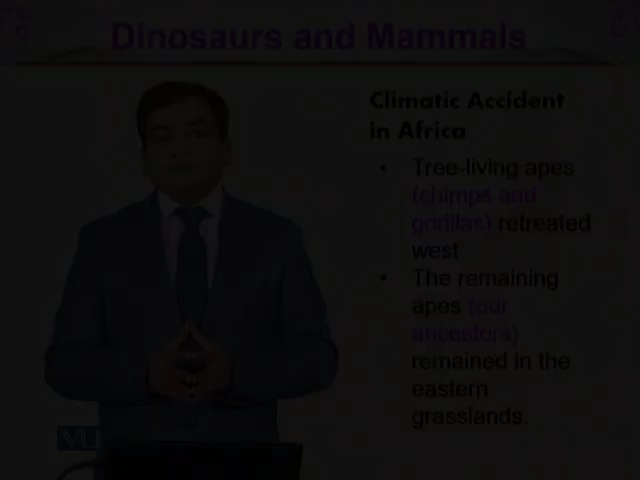 Dinosaurs and Mammals
Climatic Accident
in Africa
• Tree-living apes
(chimps and
gorillas) retreated
west
• The remaining
apes (our
ancestors)
remained in the
eastern
grasslands.
VU